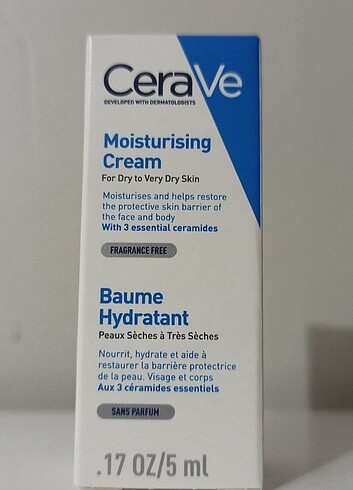 CeraVe
DEVELOPED WITH DERMATOLOGISTS
Moisturising
Cream
For Dry to Very Dry Skin
Moisturises and helps restore
the protective skin barrier of
the face and body
With 3 essential ceramides
FRAGRANCE FREE
Baume
Hydratant
Peaux Sèches à Très Sèches
Nourrit, hydrate et aide à
restaurer la barrière protectrice
de la peau. Visage et corps
Aux 3 céramides essentiels
SANS PARFUM
.17 OZ/5 ml